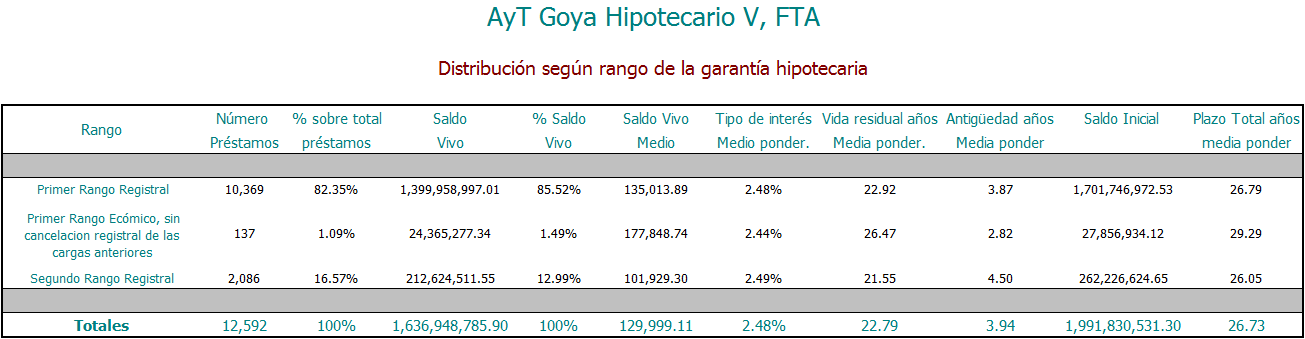 AyT Goya Hipotecario V, FTA
Distribución según rango de la garantía hipotecaria
Rango Número Préstamos % sobre total préstamos Saldo Vivo % Saldo Vivo Saldo Vivo Medio Tipo de interés Medio ponder. Vida residual años Media ponder. Antigüedad años Media ponder Saldo Inicial Plazo Total años media ponder
Primer Rango Registral 10,369 82.35% 1,399,958,997.01 85.52% 135,013.89 2.48% 22.92 3.87 1,701,746,972.53 26.79
Primer Rango Ecómico, sin
cancelacion registral de las
cargas anteriores
137 1.09% 24,365,277.34 1.49% 177,848.74 2.44% 26.47 2.82 27,856,934.12 29.29
Segundo Rango Registral 2,086 16.57% 212,624,511.55 12.99% 101,929.30 2.49% 21.55 4.50 262,226,624.65 26.05
Totales 12,592 100% 1,636,948,785.90 100% 129,999.11 2.48% 22.79 3.94 1,991,830,531.30 26.73